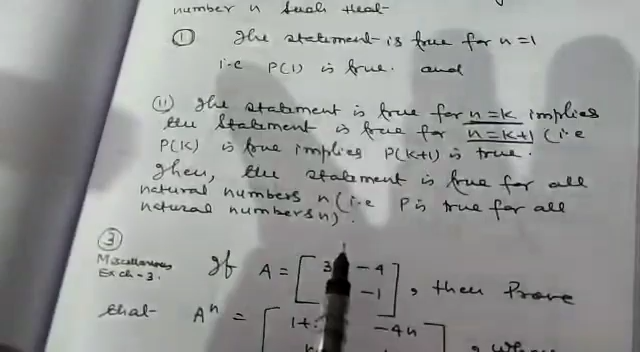 number n such that
(i) The statement is true for n=1
i.e P(1) is true. and
(ii) The statement is true for n=k implies
the statement is true for n=k+1 (i.e
P(K) is true implies P(K+1) is true.
Then, the statement is true for all
natural numbers n (i.e P is true for all
natural numbers n).
(3)
Miscellaneous
Ex ch-3.
If A = [3 -4
-1], then Prove
that A^n = [1+ -4n